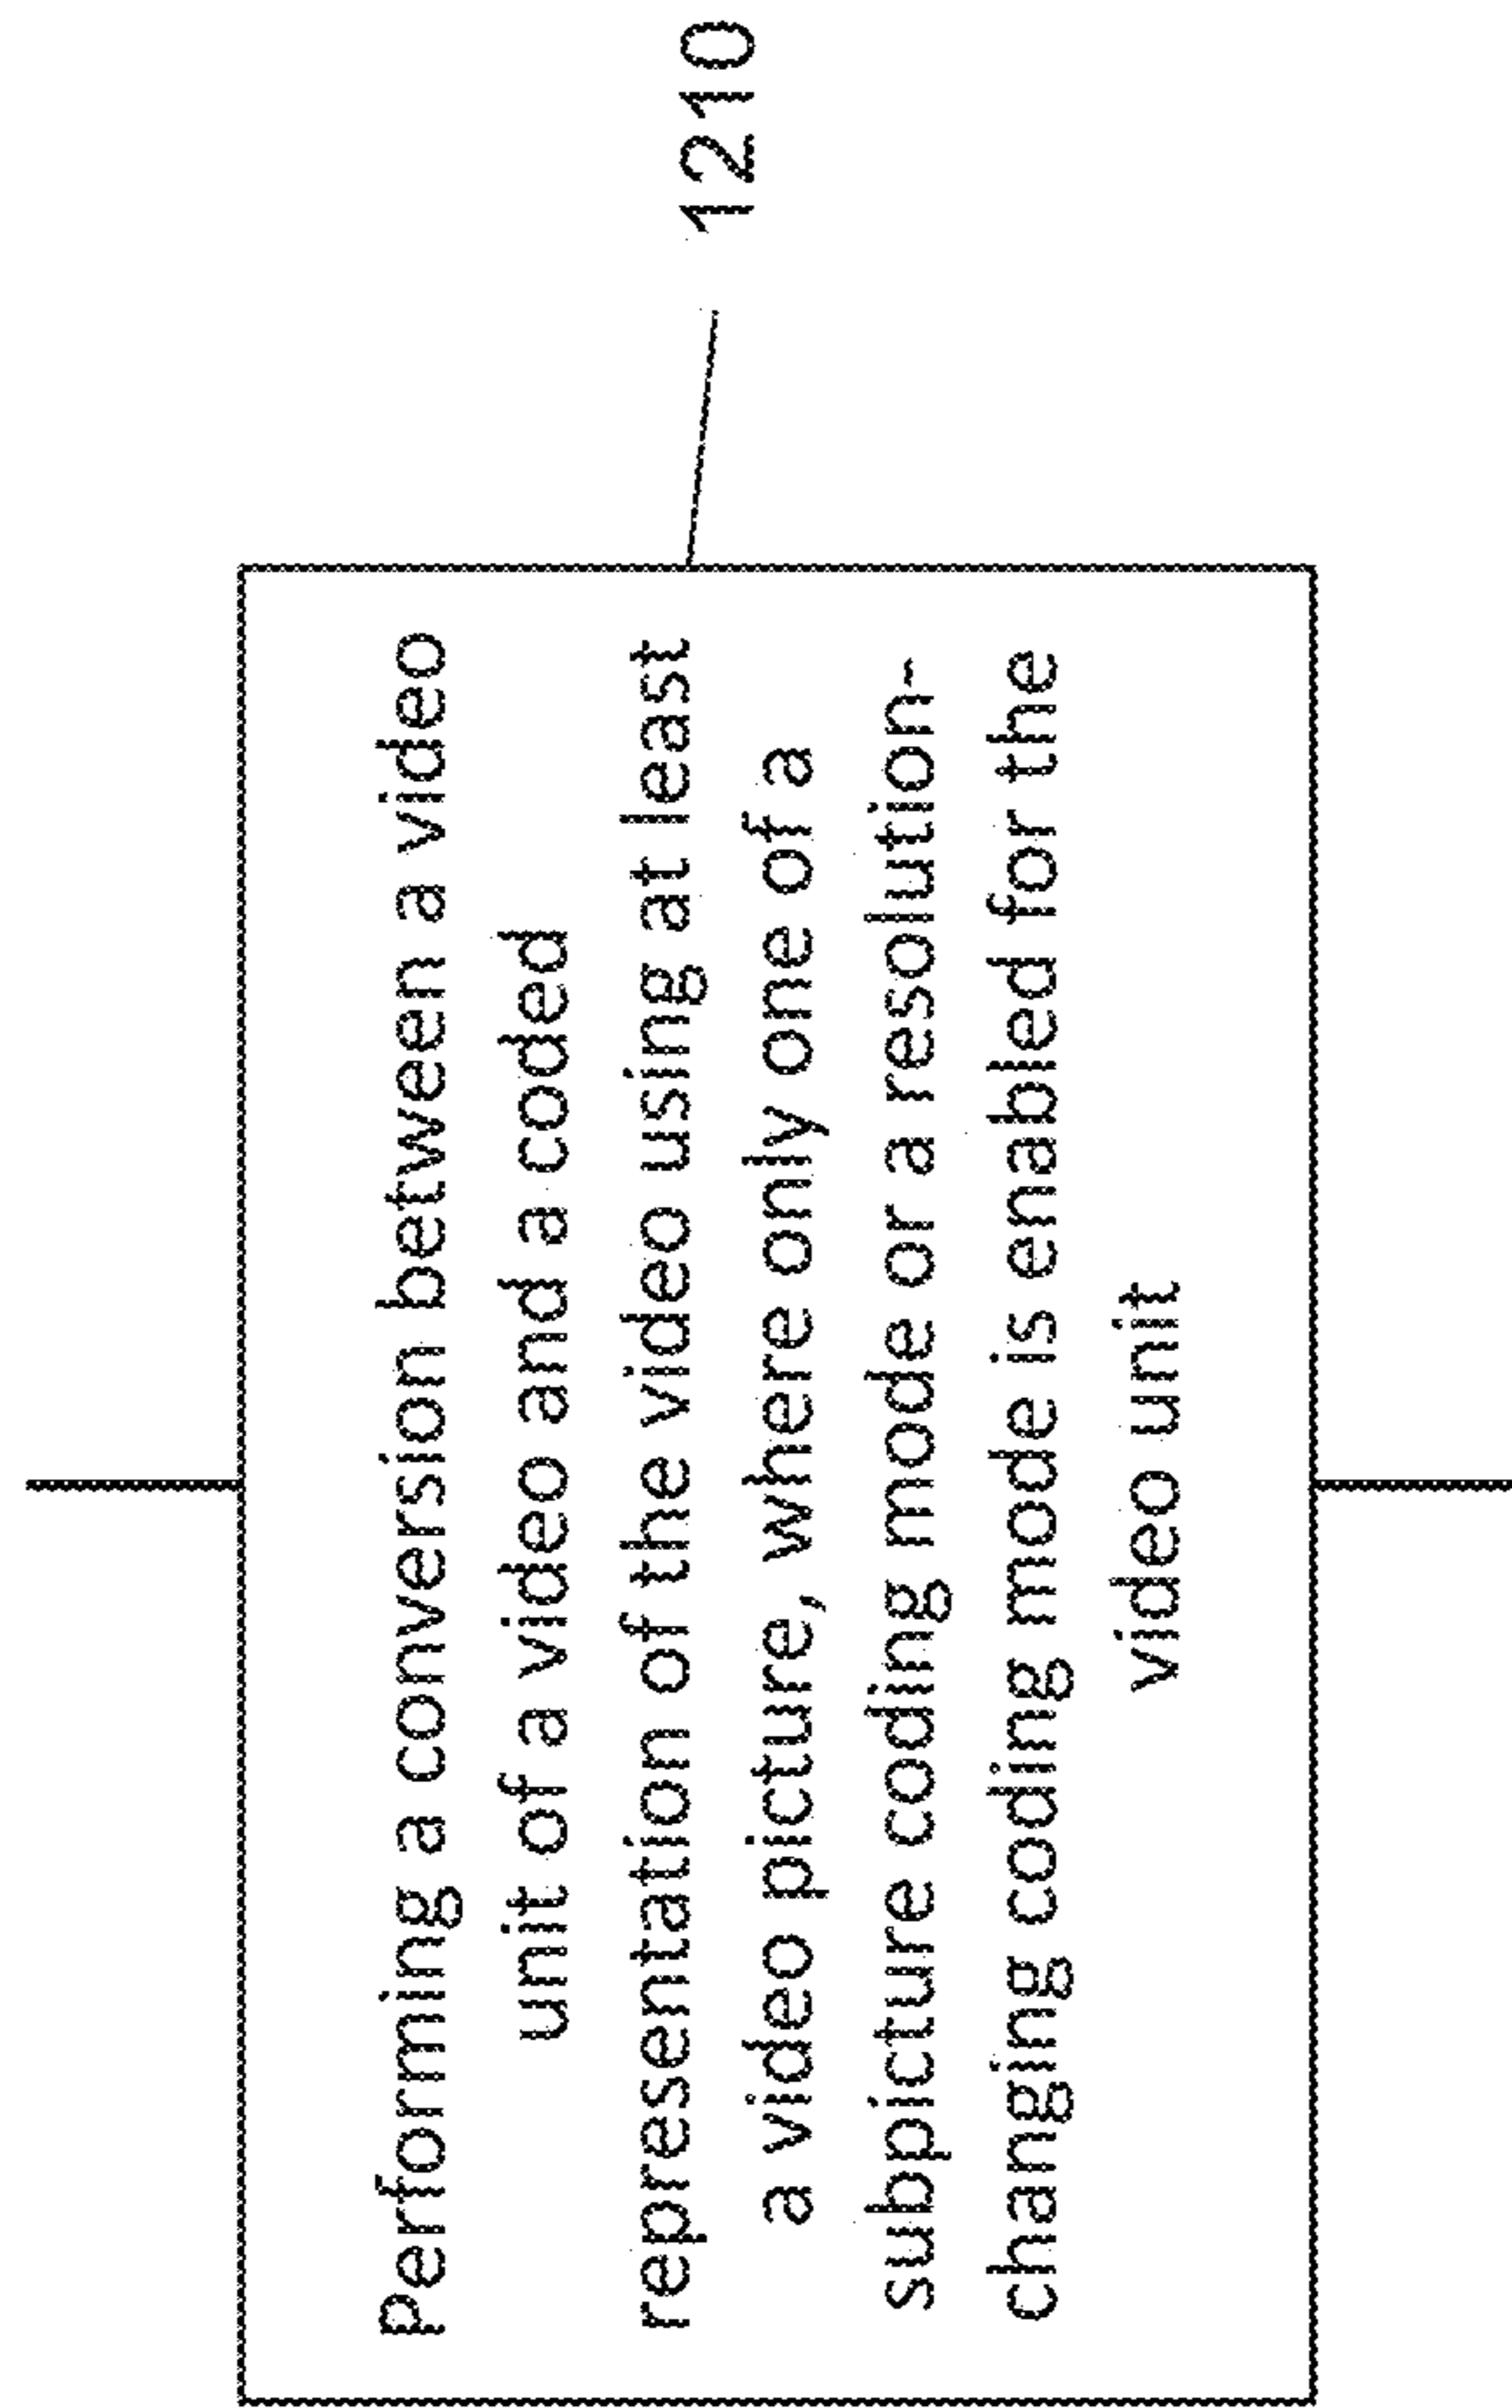 Performing a conversion between a video
unit of a video and a coded
representation of the video using at least
a video picture, where only one of a
subpicture coding mode or a resolution-
changing coding mode is enabled for the
video unit
1210